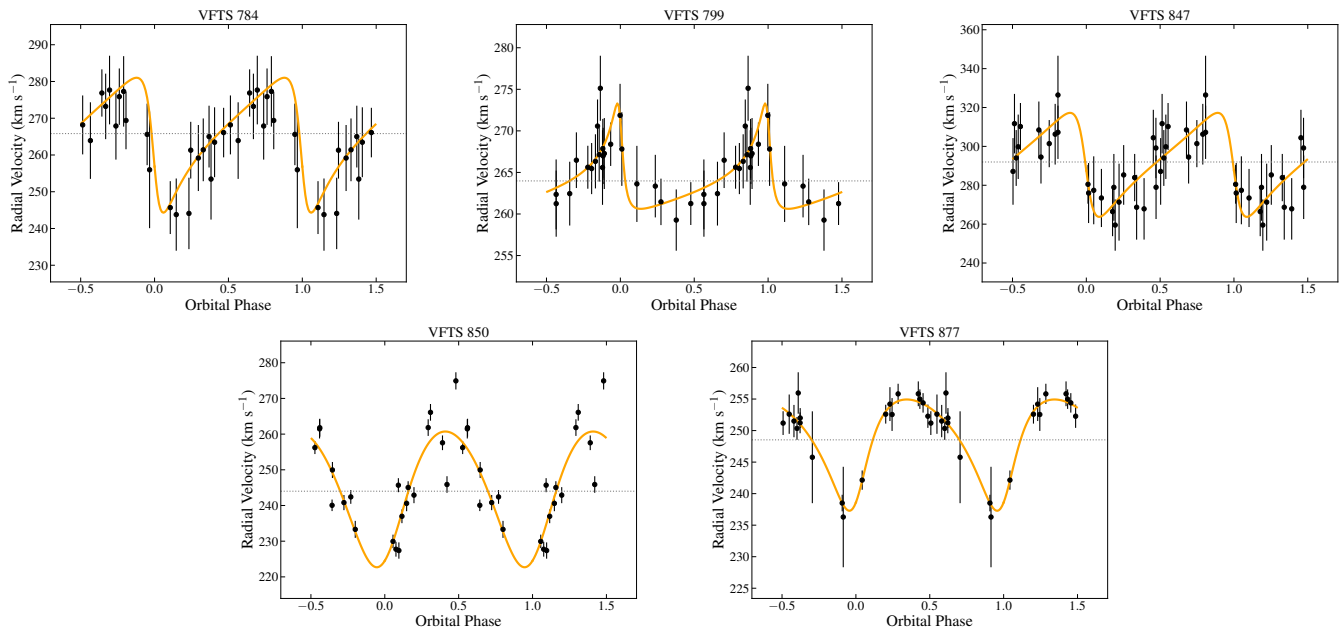 VFTS 784
Radial Velocity (km s⁻¹)
290
280
270
260
250
240
230
−0.5 0.0 0.5 1.0 1.5
Orbital Phase
VFTS 799
Radial Velocity (km s⁻¹)
280
275
270
265
260
255
−0.5 0.0 0.5 1.0 1.5
Orbital Phase
VFTS 847
Radial Velocity (km s⁻¹)
360
340
320
300
280
260
240
−0.5 0.0 0.5 1.0 1.5
Orbital Phase
VFTS 850
Radial Velocity (km s⁻¹)
280
270
260
250
240
230
220
−0.5 0.0 0.5 1.0 1.5
Orbital Phase
VFTS 877
Radial Velocity (km s⁻¹)
260
255
250
245
240
235
230
225
−0.5 0.0 0.5 1.0 1.5
Orbital Phase